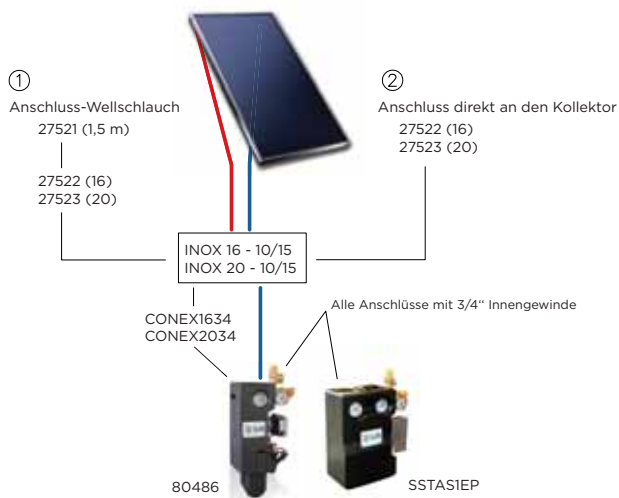 ①
Anschluss-Wellschlauch
27521 (1,5 m)
27522 (16)
27523 (20)
②
Anschluss direkt an den Kollektor
27522 (16)
27523 (20)
INOX 16 - 10/15
INOX 20 - 10/15
CONEX1634
CONEX2034
Alle Anschlüsse mit 3/4“ Innengewinde
80486
SSTAS1EP